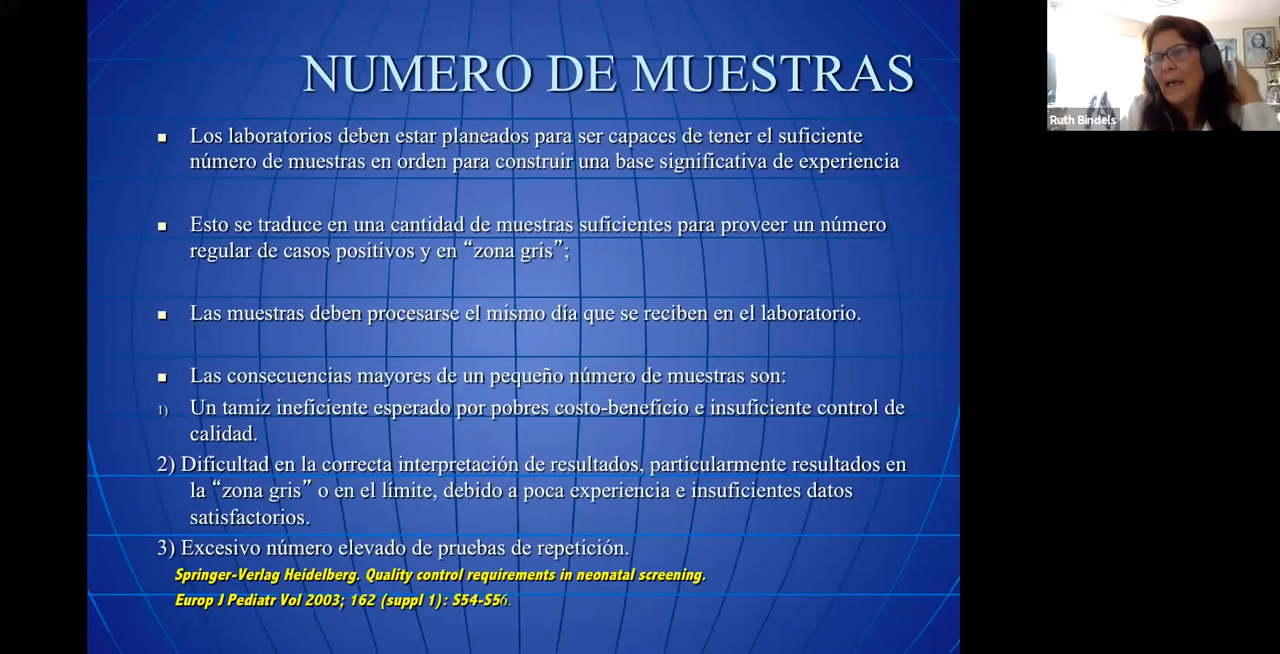 NUMERO DE MUESTRAS
Ruth Bindels
▪ Los laboratorios deben estar planeados para ser capaces de tener el suficiente
número de muestras en orden para construir una base significativa de experiencia
▪ Esto se traduce en una cantidad de muestras suficientes para proveer un número
regular de casos positivos y en “zona gris”;
▪ Las muestras deben procesarse el mismo día que se reciben en el laboratorio.
▪ Las consecuencias mayores de un pequeño número de muestras son:
1) Un tamiz ineficiente esperado por pobres costo-beneficio e insuficiente control de
calidad.
2) Dificultad en la correcta interpretación de resultados, particularmente resultados en
la “zona gris” o en el límite, debido a poca experiencia e insuficientes datos
satisfactorios.
3) Excesivo número elevado de pruebas de repetición.
Springer-Verlag Heidelberg. Quality control requirements in neonatal screening.
Europ J Pediatr Vol 2003; 162 (suppl 1): S54-S56.